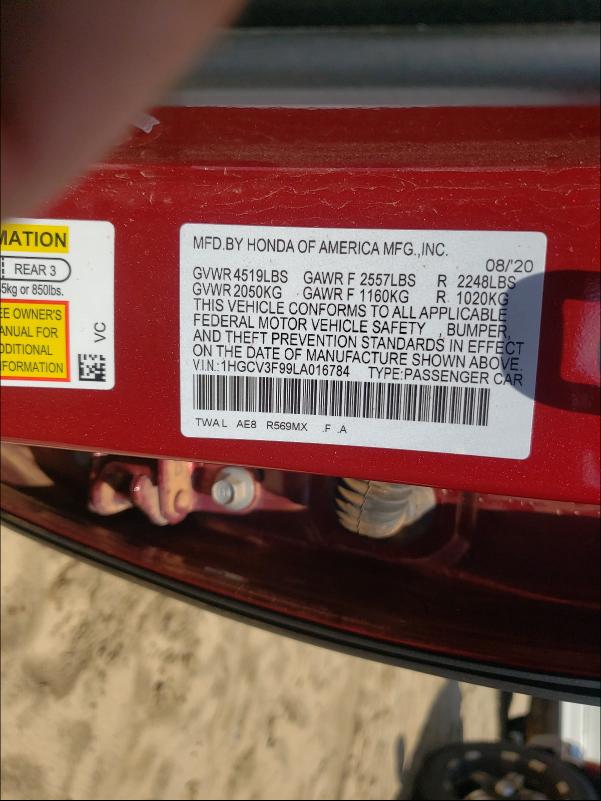 MATION
REAR 3
5kg or 850lbs.
EE OWNER'S
ANUAL FOR
DDITIONAL
FORMATION
VC
MFD.BY HONDA OF AMERICA MFG.,INC.
08/'20
GVWR 4519LBS GAWR F 2557LBS R 2248LBS
GVWR 2050KG GAWR F 1160KG R 1020KG
THIS VEHICLE CONFORMS TO ALL APPLICABLE
FEDERAL MOTOR VEHICLE SAFETY , BUMPER,
AND THEFT PREVENTION STANDARDS IN EFFECT
ON THE DATE OF MANUFACTURE SHOWN ABOVE.
V.I.N.:1HGCV3F99LA016784 TYPE:PASSENGER CAR
TWA L AE8 R569MX .F .A